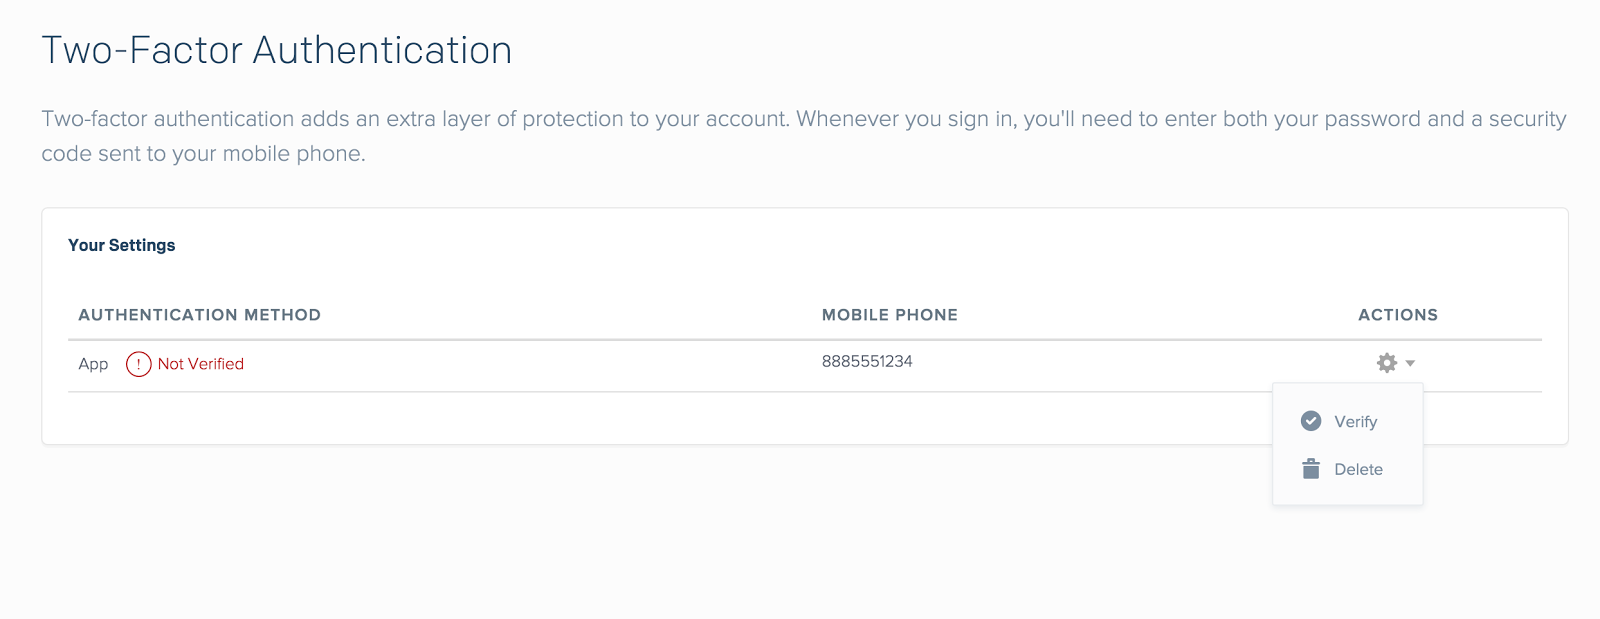 Two-Factor Authentication
Two-factor authentication adds an extra layer of protection to your account. Whenever you sign in, you'll need to enter both your password and a security
code sent to your mobile phone.
Your Settings
AUTHENTICATION METHOD MOBILE PHONE ACTIONS
App ! Not Verified 8885551234
Verify
Delete